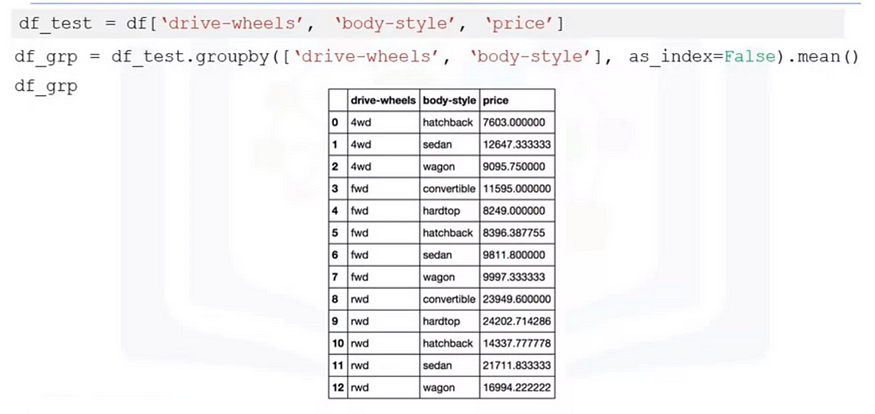 df_test = df[‘drive-wheels’, ‘body-style’, ‘price’]
df_grp = df_test.groupby([‘drive-wheels’, ‘body-style’], as_index=False).mean()
df_grp
drive-wheels body-style price
0 4wd hatchback 7603.000000
1 4wd sedan 12647.333333
2 4wd wagon 9095.750000
3 fwd convertible 11595.000000
4 fwd hardtop 8249.000000
5 fwd hatchback 8396.387755
6 fwd sedan 9811.800000
7 fwd wagon 9997.333333
8 rwd convertible 23949.600000
9 rwd hardtop 24202.714286
10 rwd hatchback 14337.777778
11 rwd sedan 21711.833333
12 rwd wagon 16994.222222